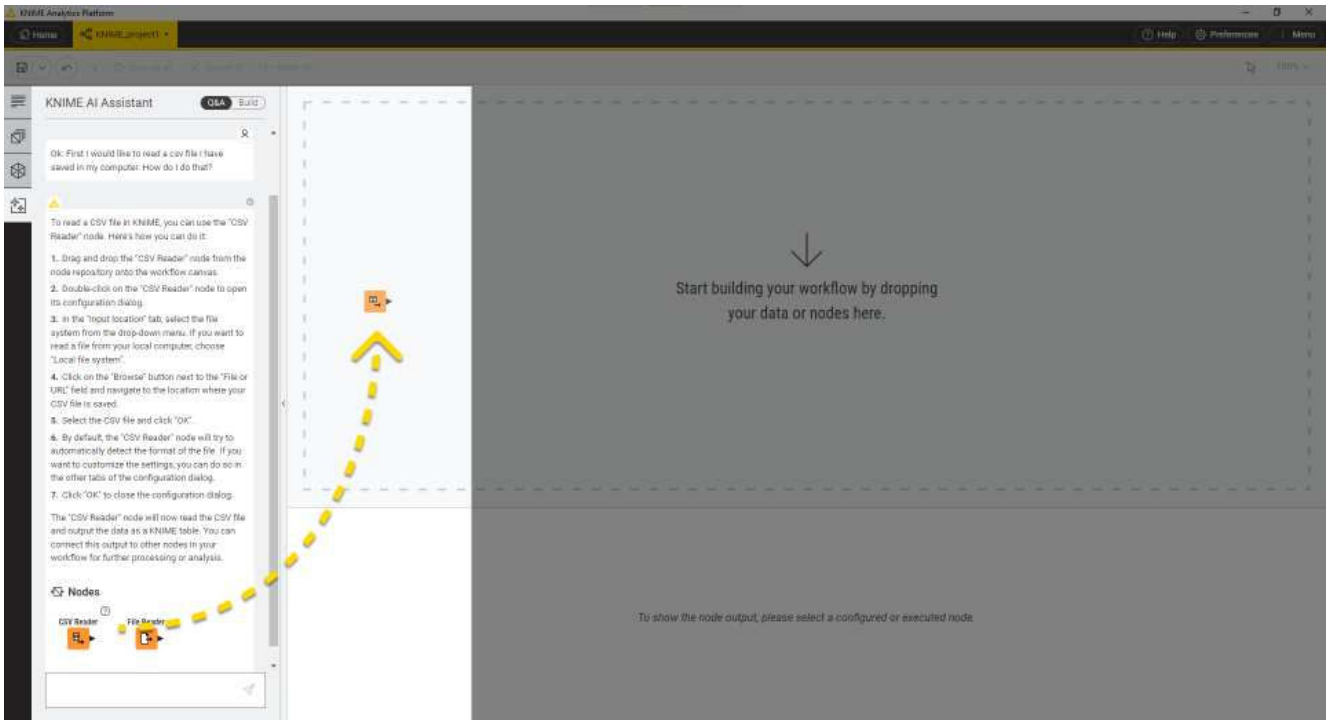 KNIME Analytics Platform
Home
KNIME_project1
Help
Preferences
Menu
100%
KNIME AI Assistant
Q&A
Build
Ok: First I would like to read a csv file I have
saved in my computer. How do I do that?
To read a CSV file in KNIME, you can use the "CSV
Reader" node. Here's how you can do it:
1. Drag and drop the "CSV Reader" node from the
node repository onto the workflow canvas.
2. Double-click on the "CSV Reader" node to open
its configuration dialog.
3. In the "Input location" tab, select the file
system from the drop-down menu. If you want to
read a file from your local computer, choose
"Local file system".
4. Click on the "Browse" button next to the "File or
URL" field and navigate to the location where your
CSV file is saved.
5. Select the CSV file and click "OK".
6. By default, the "CSV Reader" node will try to
automatically detect the format of the file. If you
want to customize the settings, you can do so in
the other tabs of the configuration dialog.
7. Click "OK" to close the configuration dialog.
The "CSV Reader" node will now read the CSV file
and output the data as a KNIME table. You can
connect this output to other nodes in your
workflow for further processing or analysis.
Nodes
CSV Reader
File Reader
Start building your workflow by dropping
your data or nodes here.
To show the node output, please select a configured or executed node.